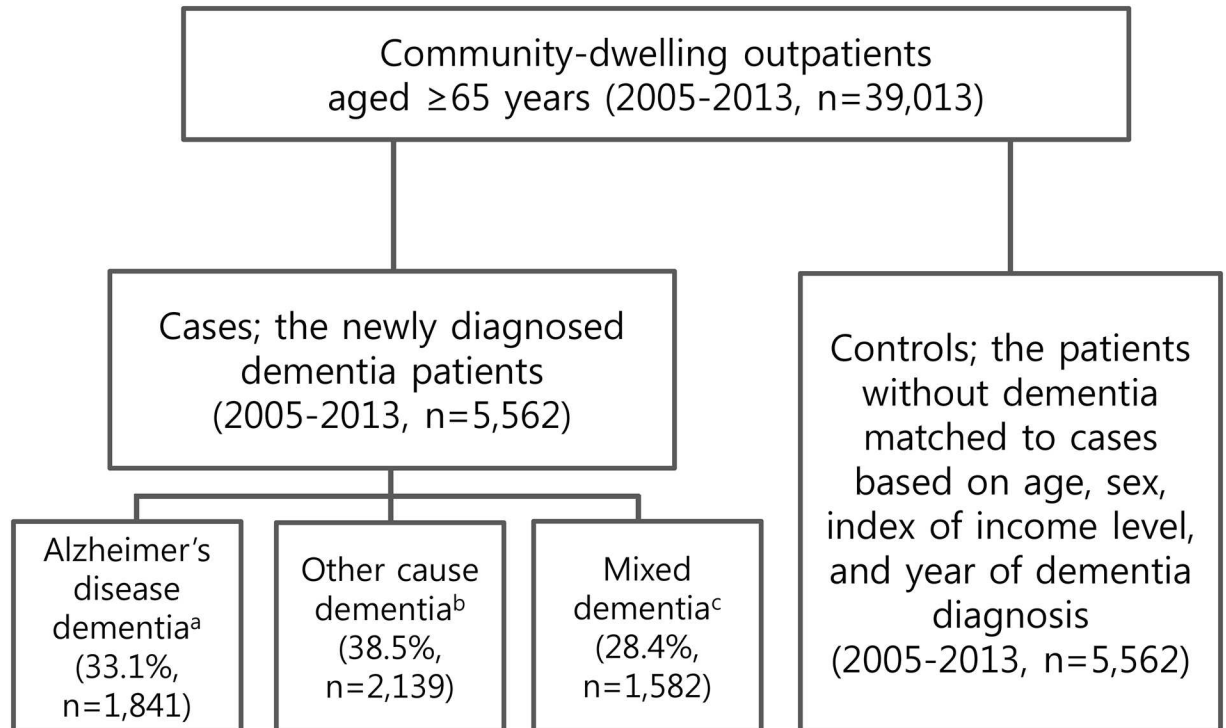 Community-dwelling outpatients
aged ≥65 years (2005-2013, n=39,013)
Cases; the newly diagnosed
dementia patients
(2005-2013, n=5,562)
Controls; the patients
without dementia
matched to cases
based on age, sex,
index of income level,
and year of dementia
diagnosis
(2005-2013, n=5,562)
Alzheimer’s
disease
dementiaᵃ
(33.1%,
n=1,841)
Other cause
dementiaᵇ
(38.5%,
n=2,139)
Mixed
dementiaᶜ
(28.4%,
n=1,582)